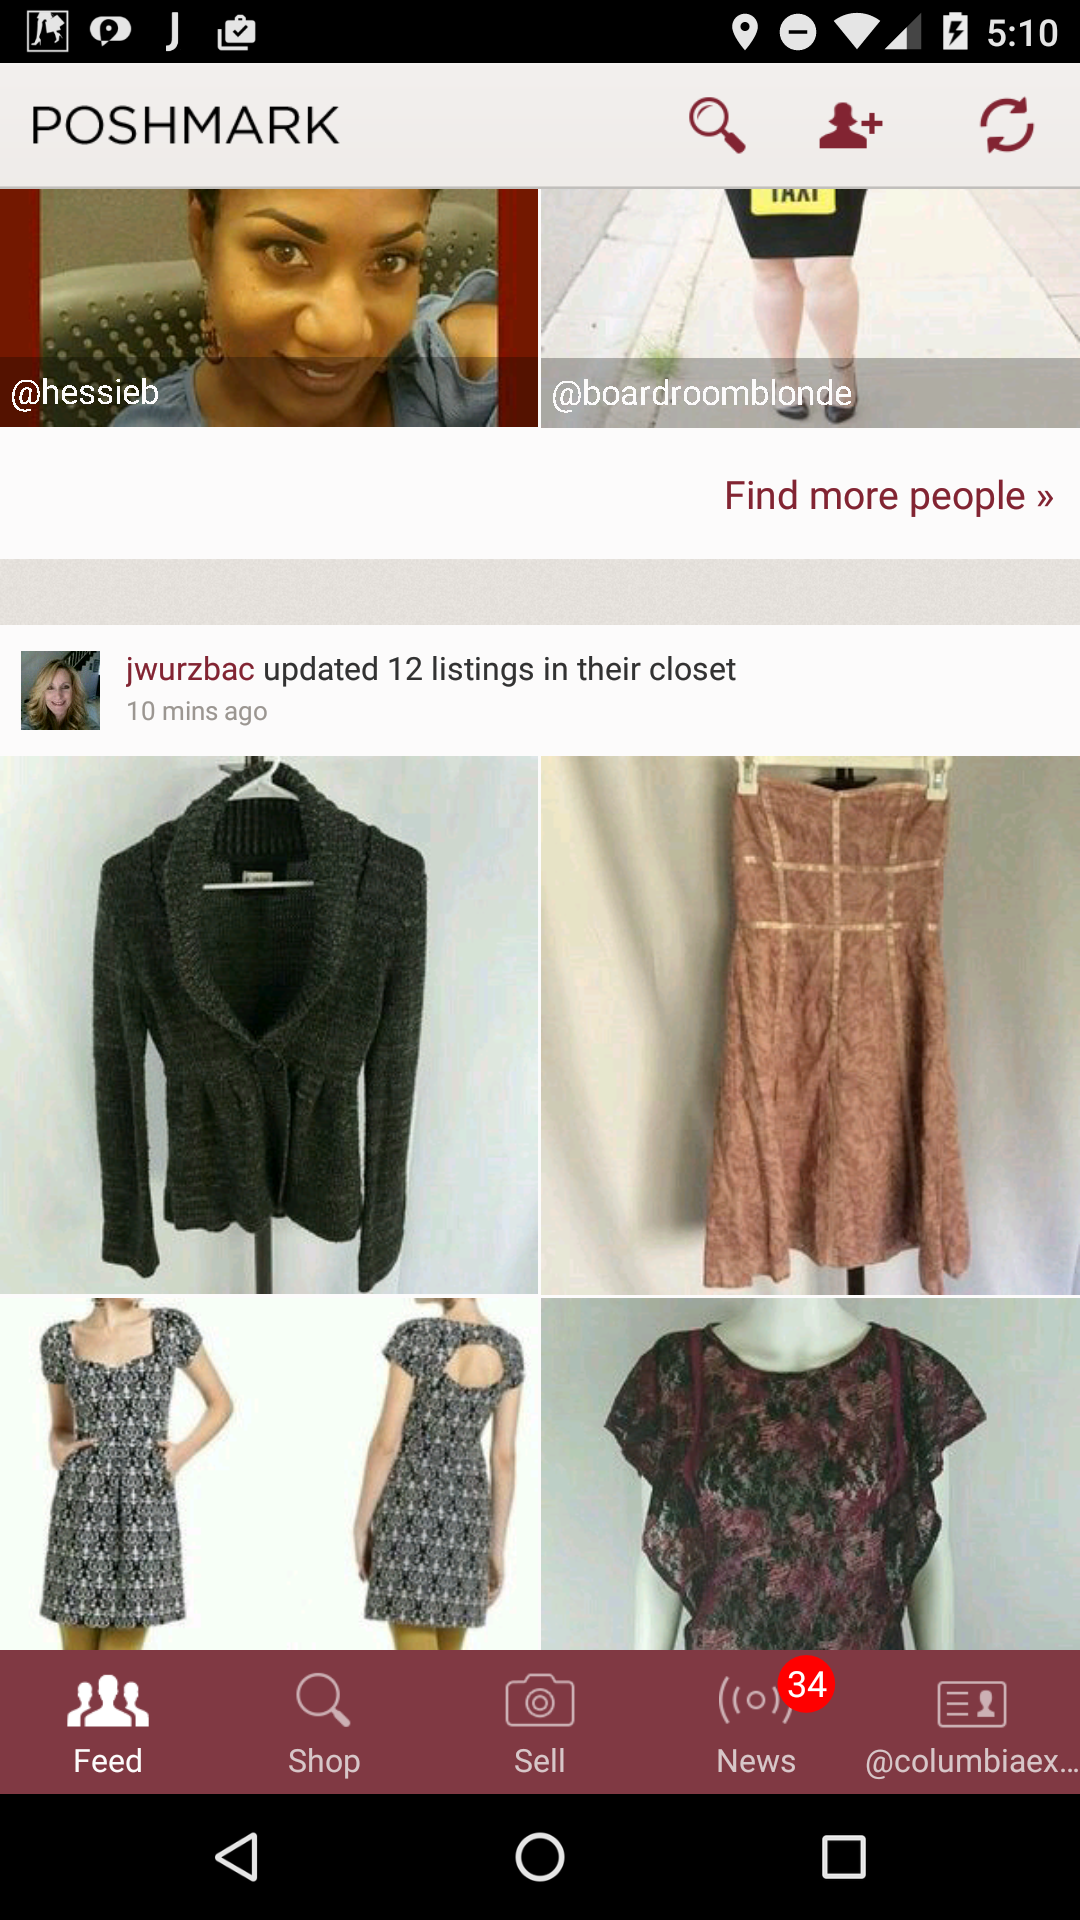 5:10
POSHMARK
TAXI
@hessieb
@boardroomblonde
Find more people »
jwurzbac updated 12 listings in their closet
10 mins ago
34
Feed
Shop
Sell
News
@columbiaex...